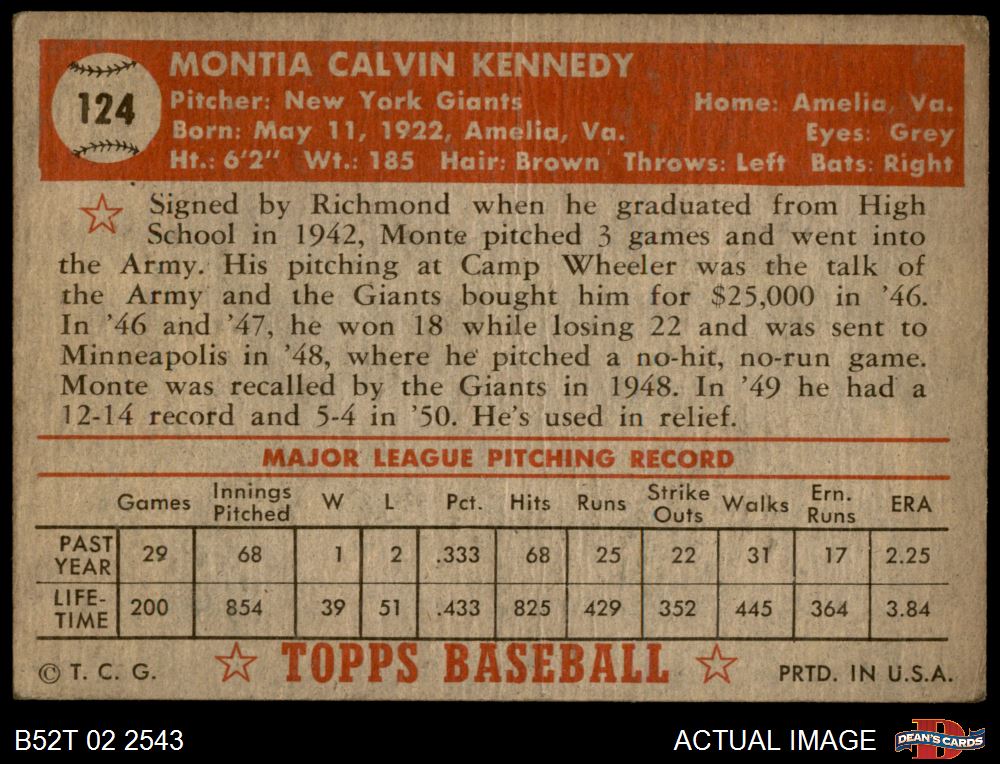 MONTIA CALVIN KENNEDY
124
Pitcher: New York Giants Home: Amelia, Va.
Born: May 11, 1922, Amelia, Va. Eyes: Grey
Ht.: 6'2" Wt.: 185 Hair: Brown Throws: Left Bats: Right
Signed by Richmond when he graduated from High
School in 1942, Monte pitched 3 games and went into
the Army. His pitching at Camp Wheeler was the talk of
the Army and the Giants bought him for $25,000 in '46.
In '46 and '47, he won 18 while losing 22 and was sent to
Minneapolis in '48, where he pitched a no-hit, no-run game.
Monte was recalled by the Giants in 1948. In '49 he had a
12-14 record and 5-4 in '50. He's used in relief.
MAJOR LEAGUE PITCHING RECORD
Games Innings Pitched W L Pct. Hits Runs Strike Outs Walks Ern. Runs ERA
PAST YEAR 29 68 1 2 .333 68 25 22 31 17 2.25
LIFE-TIME 200 854 39 51 .433 825 429 352 445 364 3.84
© T. C. G. TOPPS BASEBALL PRTD. IN U.S.A.
B52T 02 2543 ACTUAL IMAGE DEAN'S CARDS